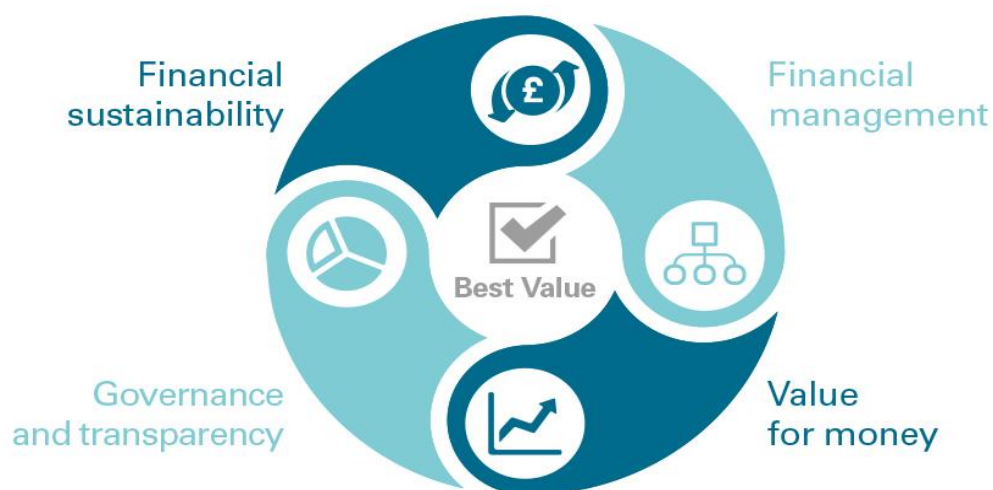 Financial
sustainability
Financial
management
£
Best Value
Governance
and transparency
Value
for money